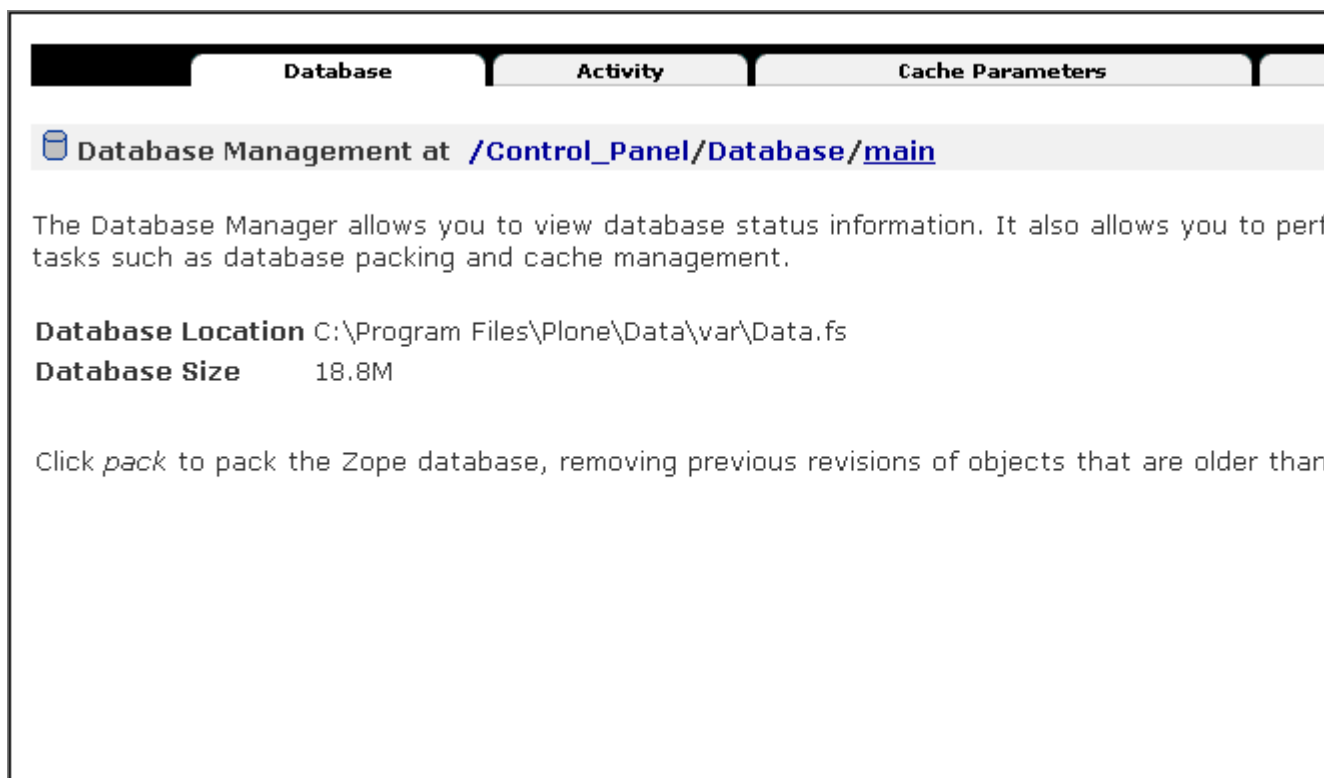 Database Activity Cache Parameters
Database Management at /Control_Panel/Database/main
The Database Manager allows you to view database status information. It also allows you to perf
tasks such as database packing and cache management.
Database Location C:\Program Files\Plone\Data\var\Data.fs
Database Size 18.8M
Click pack to pack the Zope database, removing previous revisions of objects that are older than